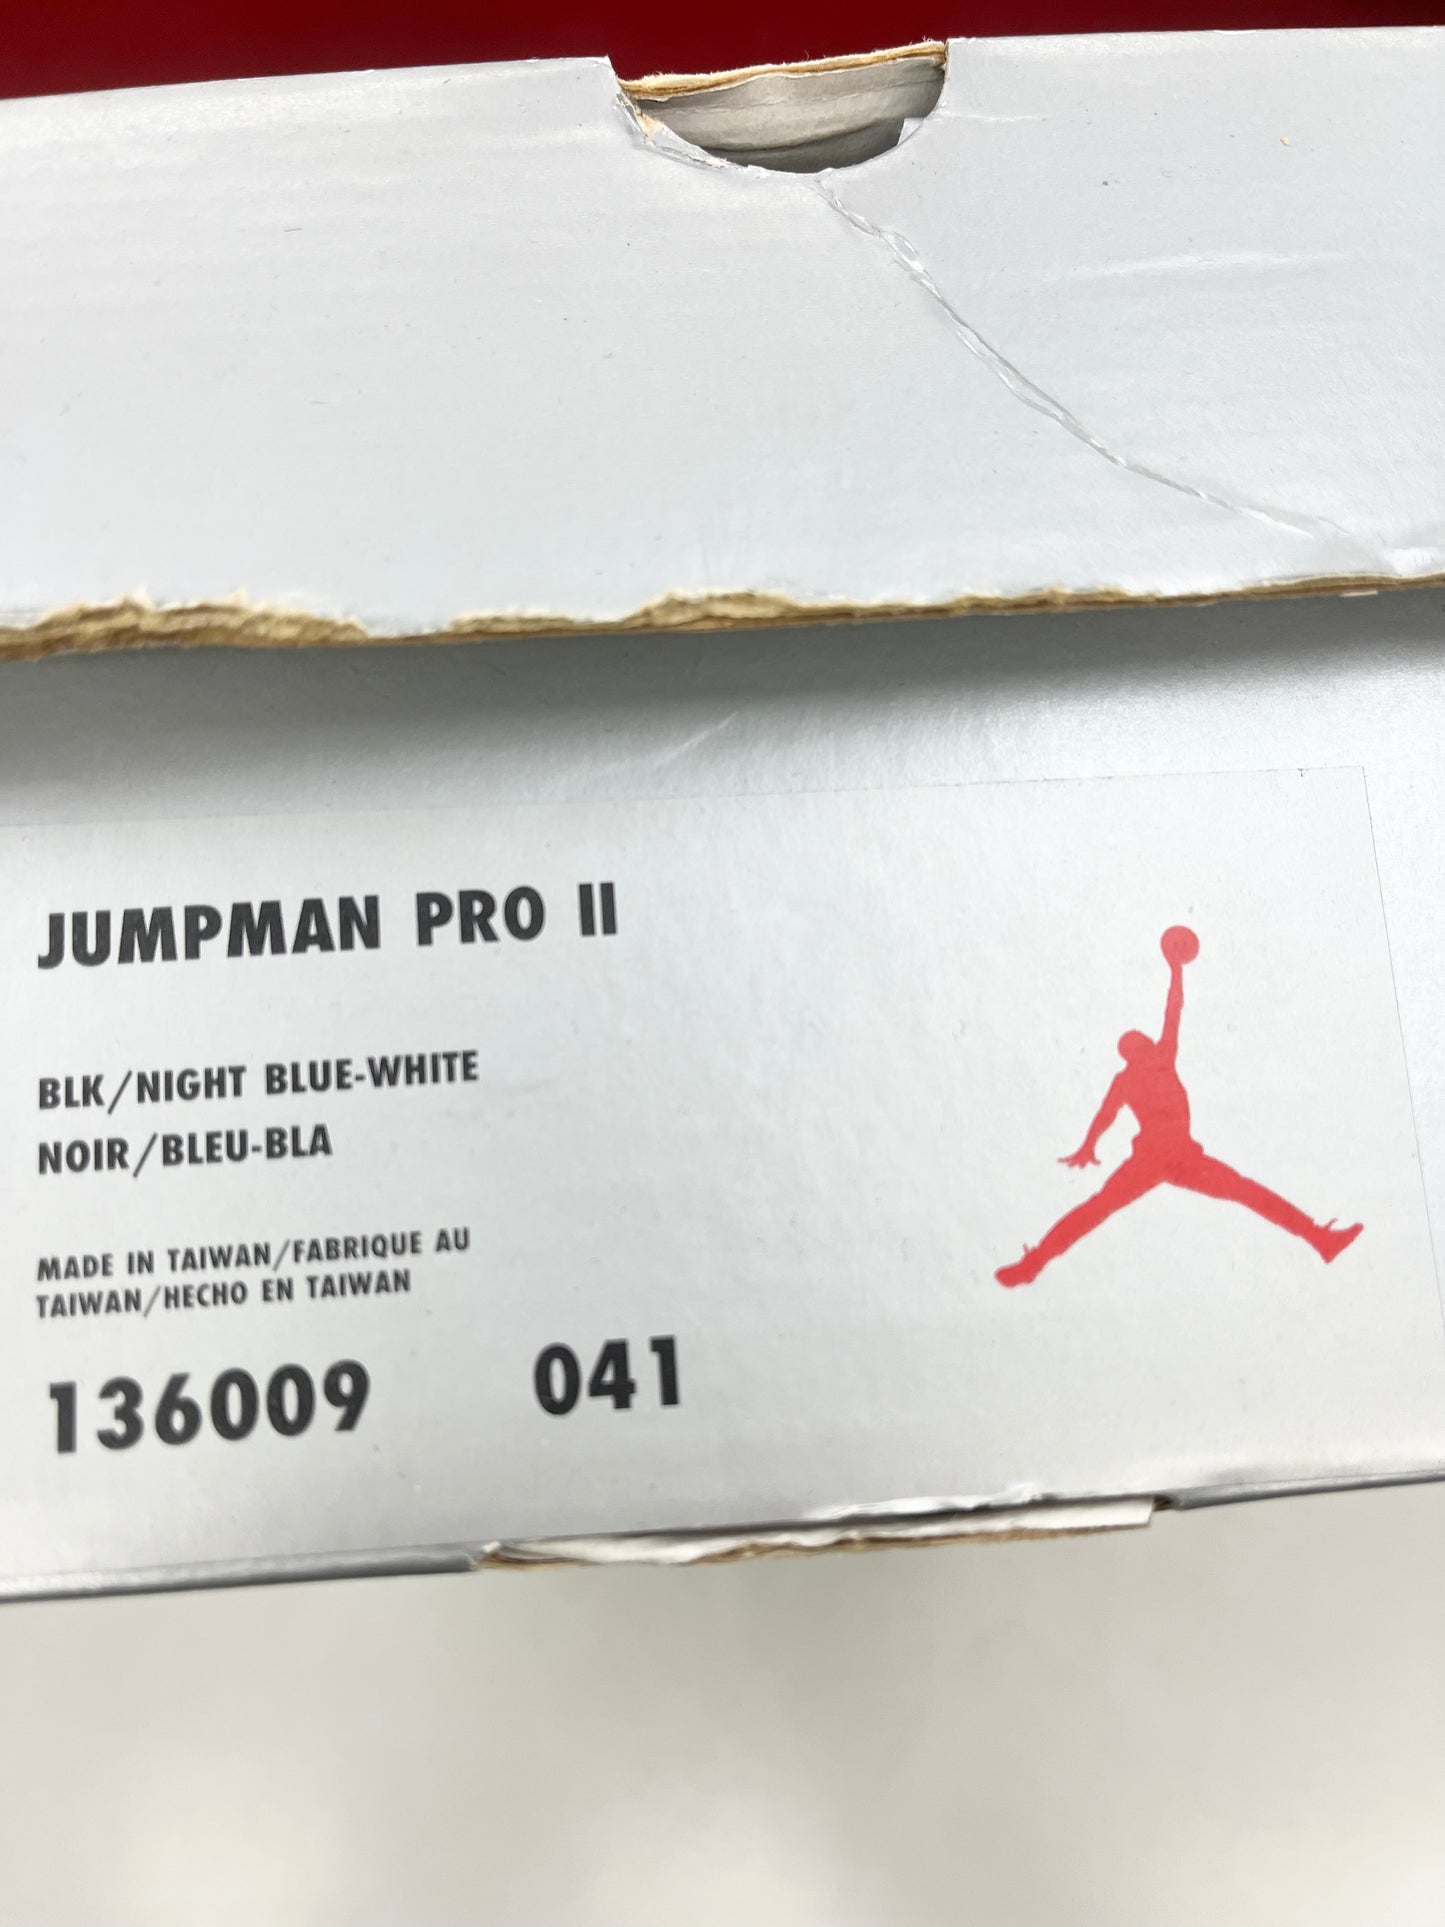 JUMPMAN PRO II
BLK/NIGHT BLUE-WHITE
NOIR/BLEU-BLA
MADE IN TAIWAN/FABRIQUE AU
TAIWAN/HECHO EN TAIWAN
136009 041